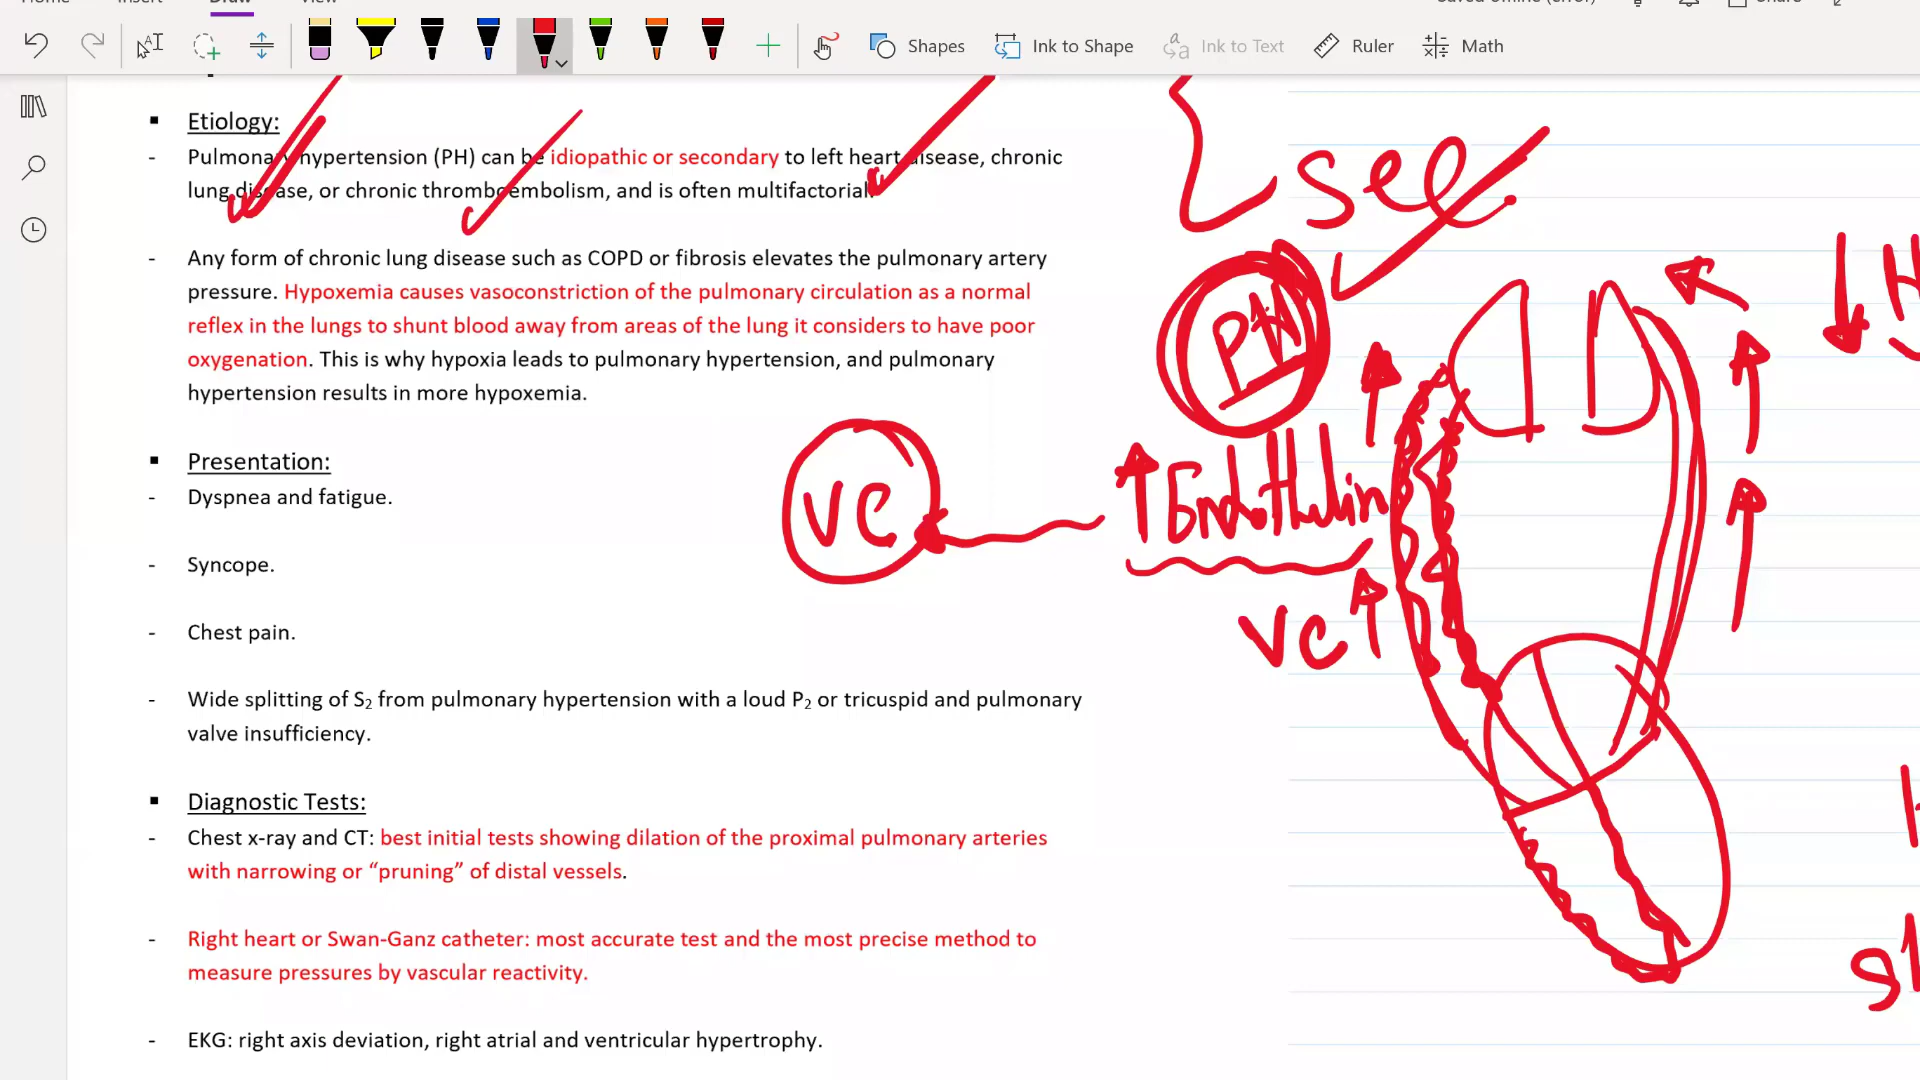 Shapes
Ink to Shape
Ink to Text
Ruler
Math
Etiology:
- Pulmonary hypertension (PH) can be idiopathic or secondary to left heart disease, chronic
lung disease, or chronic thromboembolism, and is often multifactorial.
- Any form of chronic lung disease such as COPD or fibrosis elevates the pulmonary artery
pressure. Hypoxemia causes vasoconstriction of the pulmonary circulation as a normal
reflex in the lungs to shunt blood away from areas of the lung it considers to have poor
oxygenation. This is why hypoxia leads to pulmonary hypertension, and pulmonary
hypertension results in more hypoxemia.
Presentation:
- Dyspnea and fatigue.
- Syncope.
- Chest pain.
- Wide splitting of S2 from pulmonary hypertension with a loud P2 or tricuspid and pulmonary
valve insufficiency.
Diagnostic Tests:
- Chest x-ray and CT: best initial tests showing dilation of the proximal pulmonary arteries
with narrowing or “pruning” of distal vessels.
- Right heart or Swan-Ganz catheter: most accurate test and the most precise method to
measure pressures by vascular reactivity.
- EKG: right axis deviation, right atrial and ventricular hypertrophy.
see
PH
↑ Endothelin
VC
VC ↑